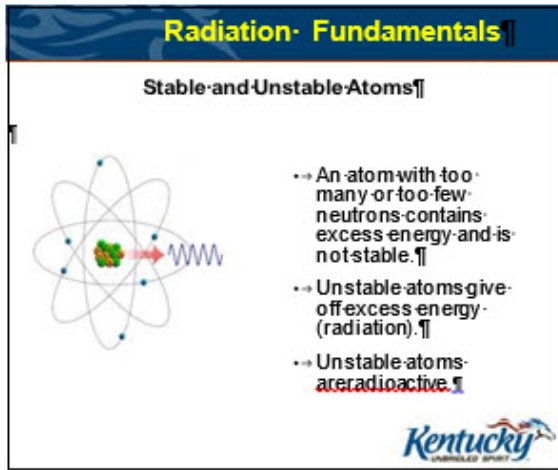 Radiation· Fundamentals¶
Stable·and·Unstable·Atoms¶
¶
•→An·atom·with·too·
many·or·too·few·
neutrons·contains·
excess·energy·and·is·
not·stable.¶
•→Unstable·atoms·give·
off·excess·energy·
(radiation).¶
•→Unstable·atoms·
areradioactive.¶
Kentucky
UNBRIDLED SPIRIT